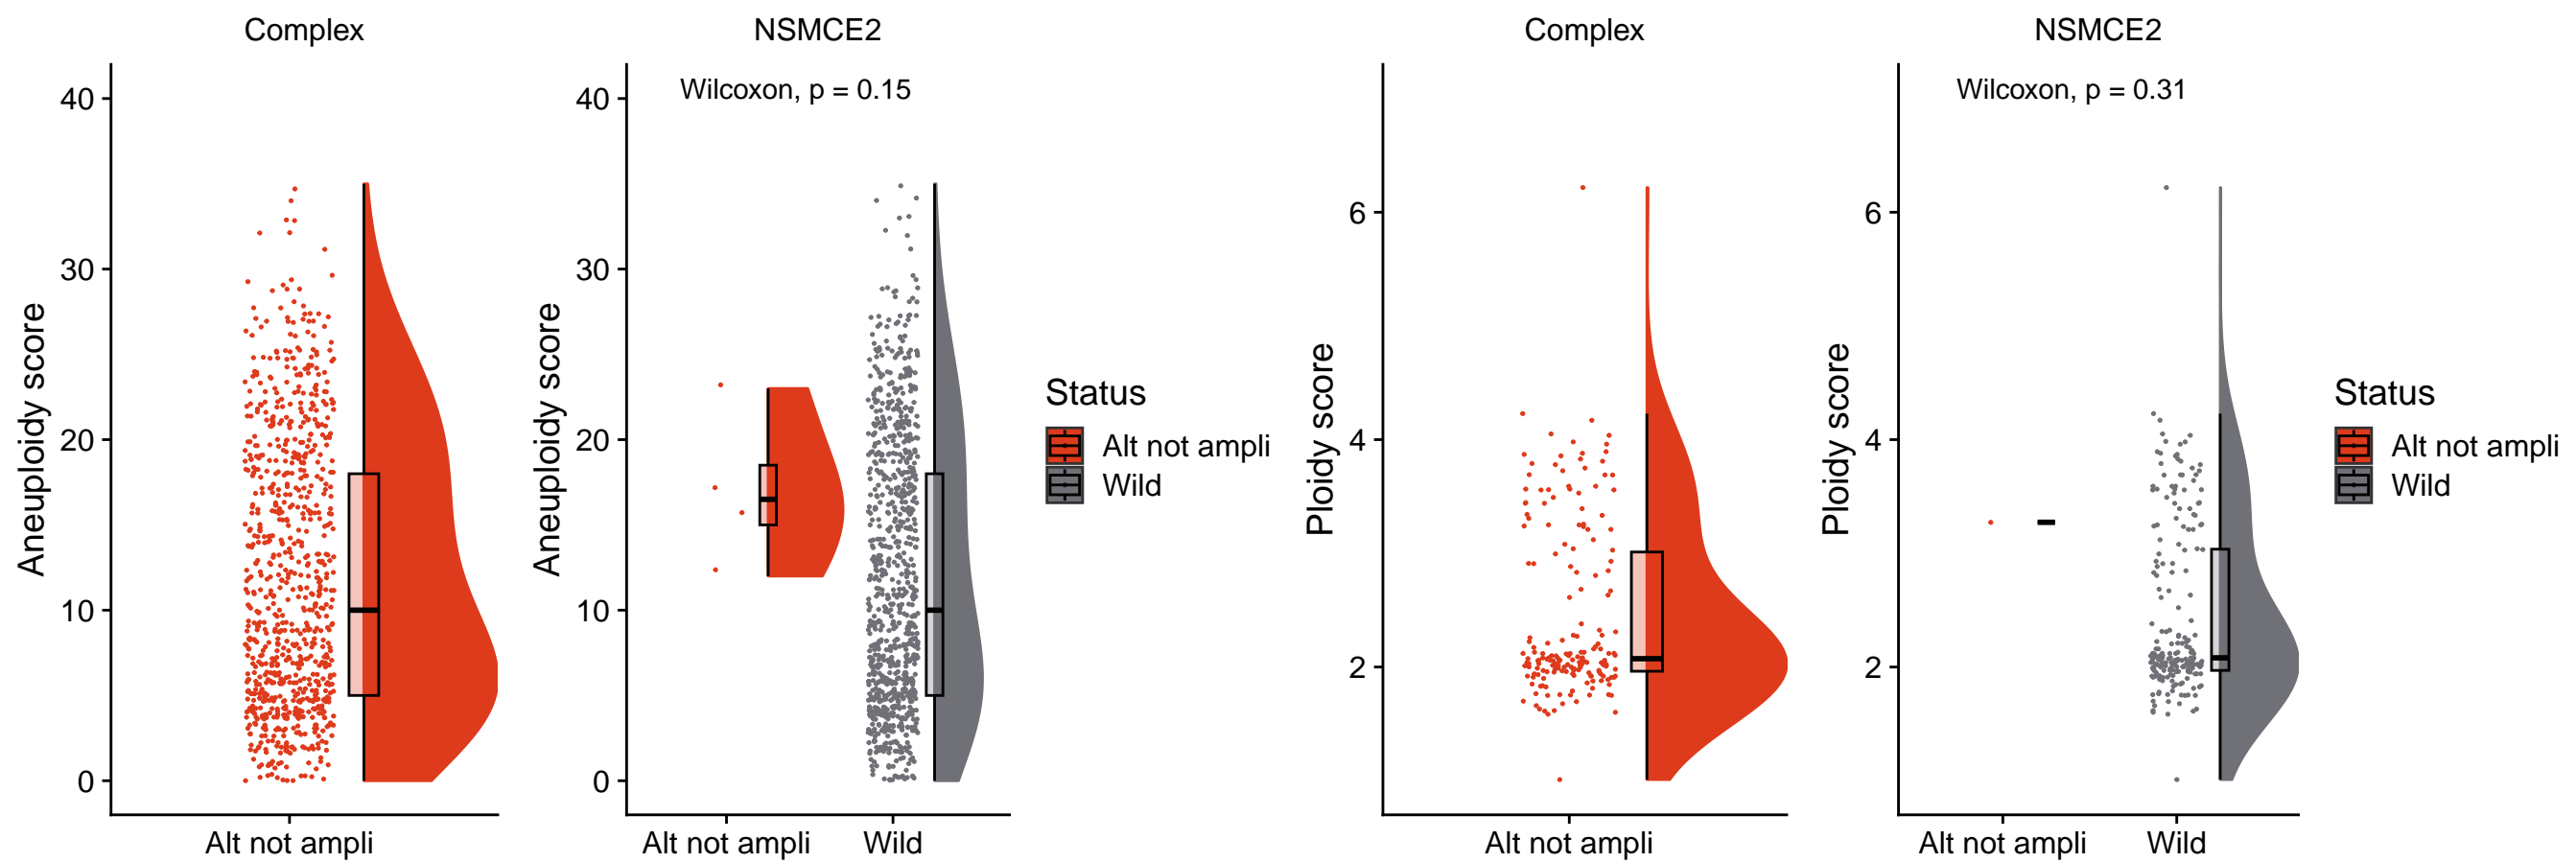 Complex
NSMCE2
Complex
NSMCE2
Wilcoxon, p = 0.15
Wilcoxon, p = 0.31
Aneuploidy score
40
30
20
10
0
Alt not ampli
Aneuploidy score
40
30
20
10
0
Alt not ampli
Wild
Status
Alt not ampli
Wild
Ploidy score
6
4
2
Alt not ampli
Ploidy score
6
4
2
Alt not ampli
Wild
Status
Alt not ampli
Wild